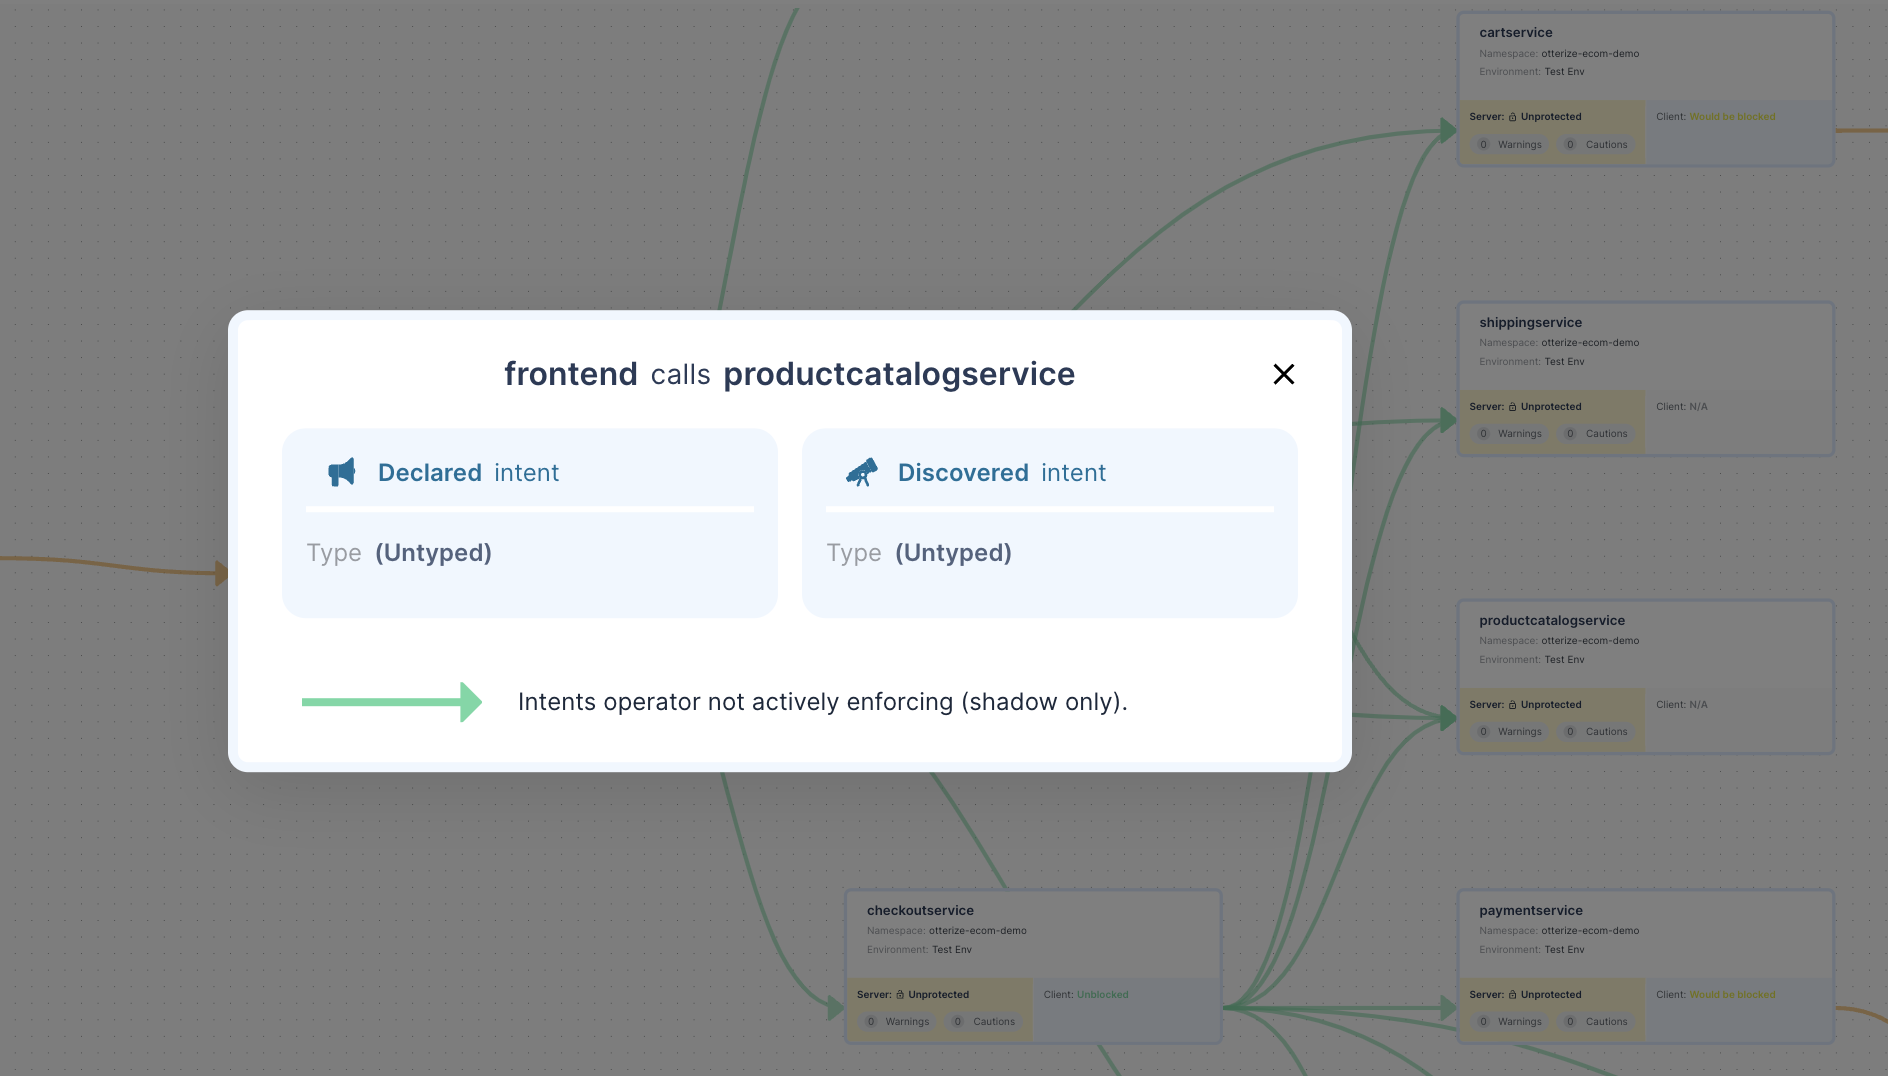 cartservice
Namespace: otterize-ecom-demo
Environment: Test Env
Server: Unprotected
Client: Would be blocked
0 Warnings 0 Cautions
shippingservice
Namespace: otterize-ecom-demo
Environment: Test Env
Server: Unprotected
Client: N/A
0 Warnings 0 Cautions
frontend calls productcatalogservice
Declared intent
Type (Untyped)
Discovered intent
Type (Untyped)
Intents operator not actively enforcing (shadow only).
productcatalogservice
Namespace: otterize-ecom-demo
Environment: Test Env
Server: Unprotected
Client: N/A
0 Warnings 0 Cautions
checkoutservice
Namespace: otterize-ecom-demo
Environment: Test Env
Server: Unprotected
Client: Unblocked
0 Warnings 0 Cautions
paymentservice
Namespace: otterize-ecom-demo
Environment: Test Env
Server: Unprotected
Client: Would be blocked
0 Warnings 0 Cautions